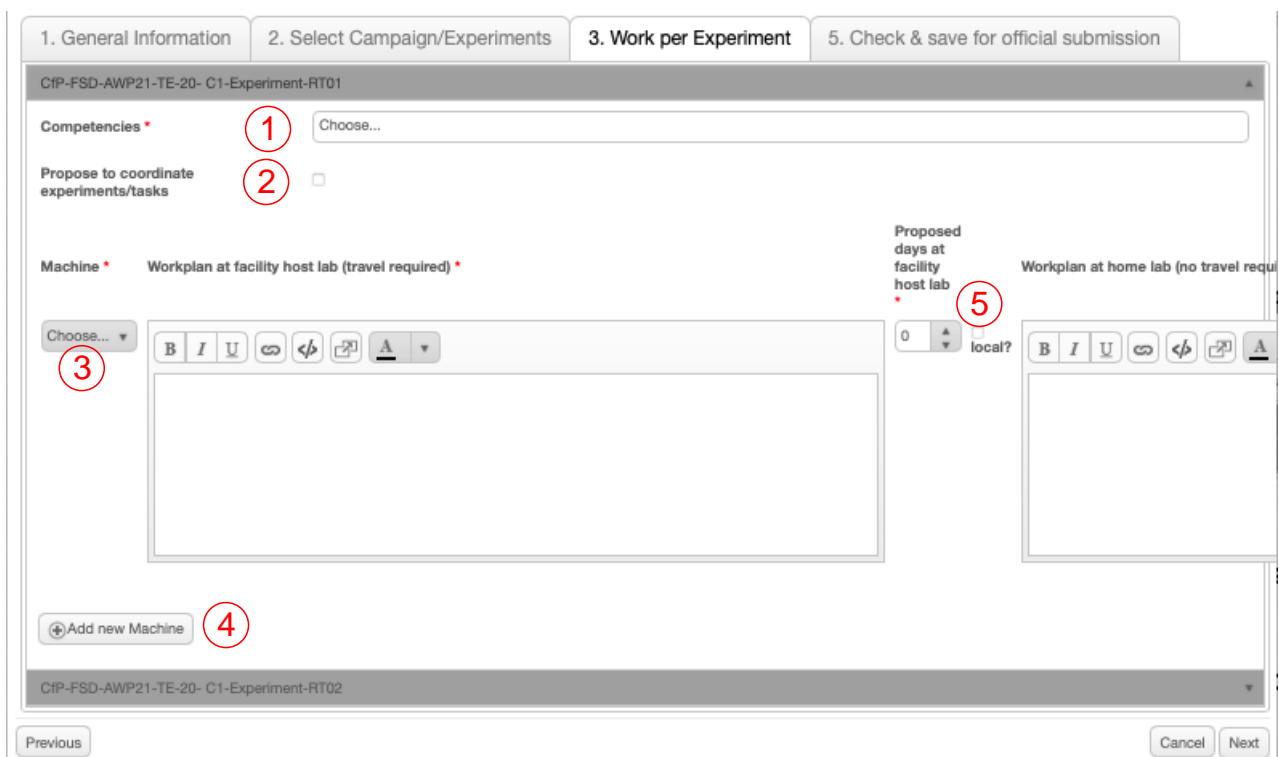 1. General Information
2. Select Campaign/Experiments
3. Work per Experiment
5. Check & save for official submission
CfP-FSD-AWP21-TE-20- C1-Experiment-RT01
Competencies *
1
Choose...
Propose to coordinate
experiments/tasks
2
Machine *
Workplan at facility host lab (travel required) *
Proposed
days at
facility
host lab
*
Workplan at home lab (no travel requi
5
Choose...
3
B I U </> A
0
local?
B I U </> A
Add new Machine
4
CfP-FSD-AWP21-TE-20- C1-Experiment-RT02
Previous
Cancel
Next